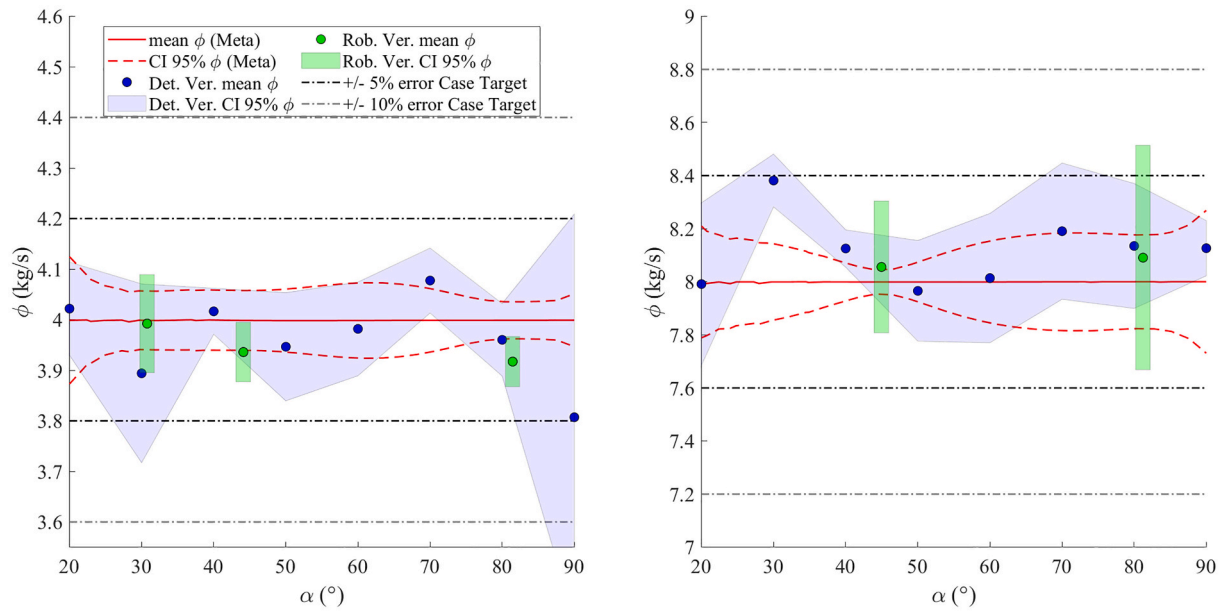 4.6
4.5
4.4
4.3
4.2
4.1
4
3.9
3.8
3.7
3.6
ϕ (kg/s)
mean ϕ (Meta)
CI 95% ϕ (Meta)
Det. Ver. mean ϕ
Det. Ver. CI 95% ϕ
Rob. Ver. mean ϕ
Rob. Ver. CI 95% ϕ
+/- 5% error Case Target
+/- 10% error Case Target
20 30 40 50 60 70 80 90
α (°)
9
8.8
8.6
8.4
8.2
8
7.8
7.6
7.4
7.2
7
ϕ (kg/s)
20 30 40 50 60 70 80 90
α (°)